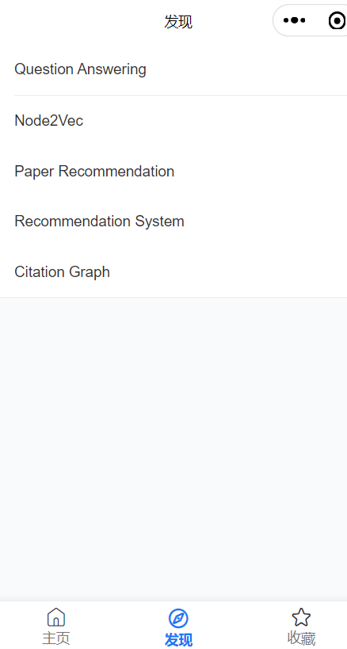 发现
Question Answering
Node2Vec
Paper Recommendation
Recommendation System
Citation Graph
主页
发现
收藏